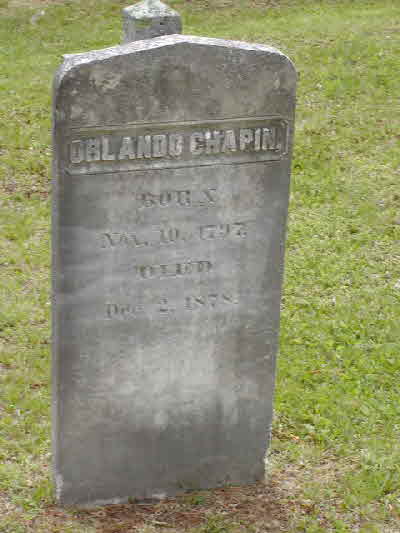 ORLANDO CHAPIN.
BORN
Nov. 10. 1797.
DIED
Dec. 2, 1878.